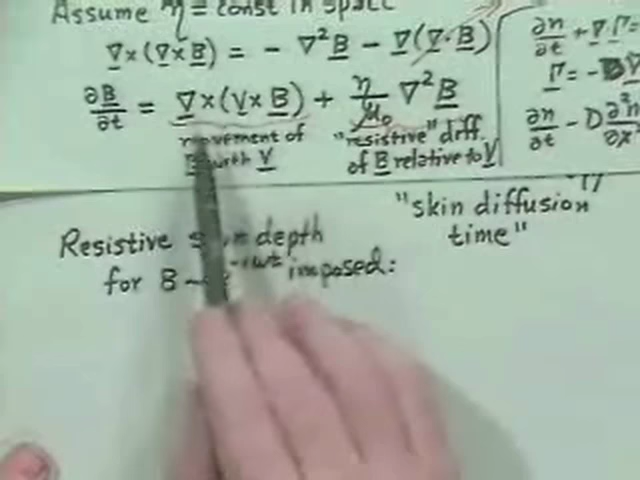 Assume η = const in space
∇×(∇×B) = - ∇²B - ∇(∇·B)
∂B/∂t = ∇×(V×B) + η/μ₀ ∇²B
movement of "resistive" diff.
B with V of B relative to V
∂n/∂t + ∇·Γ=
Γ=-D∇
∂n/∂t - D∂²n/∂x
"skin diffusion
time"
Resistive skin depth
for B ~ imposed: